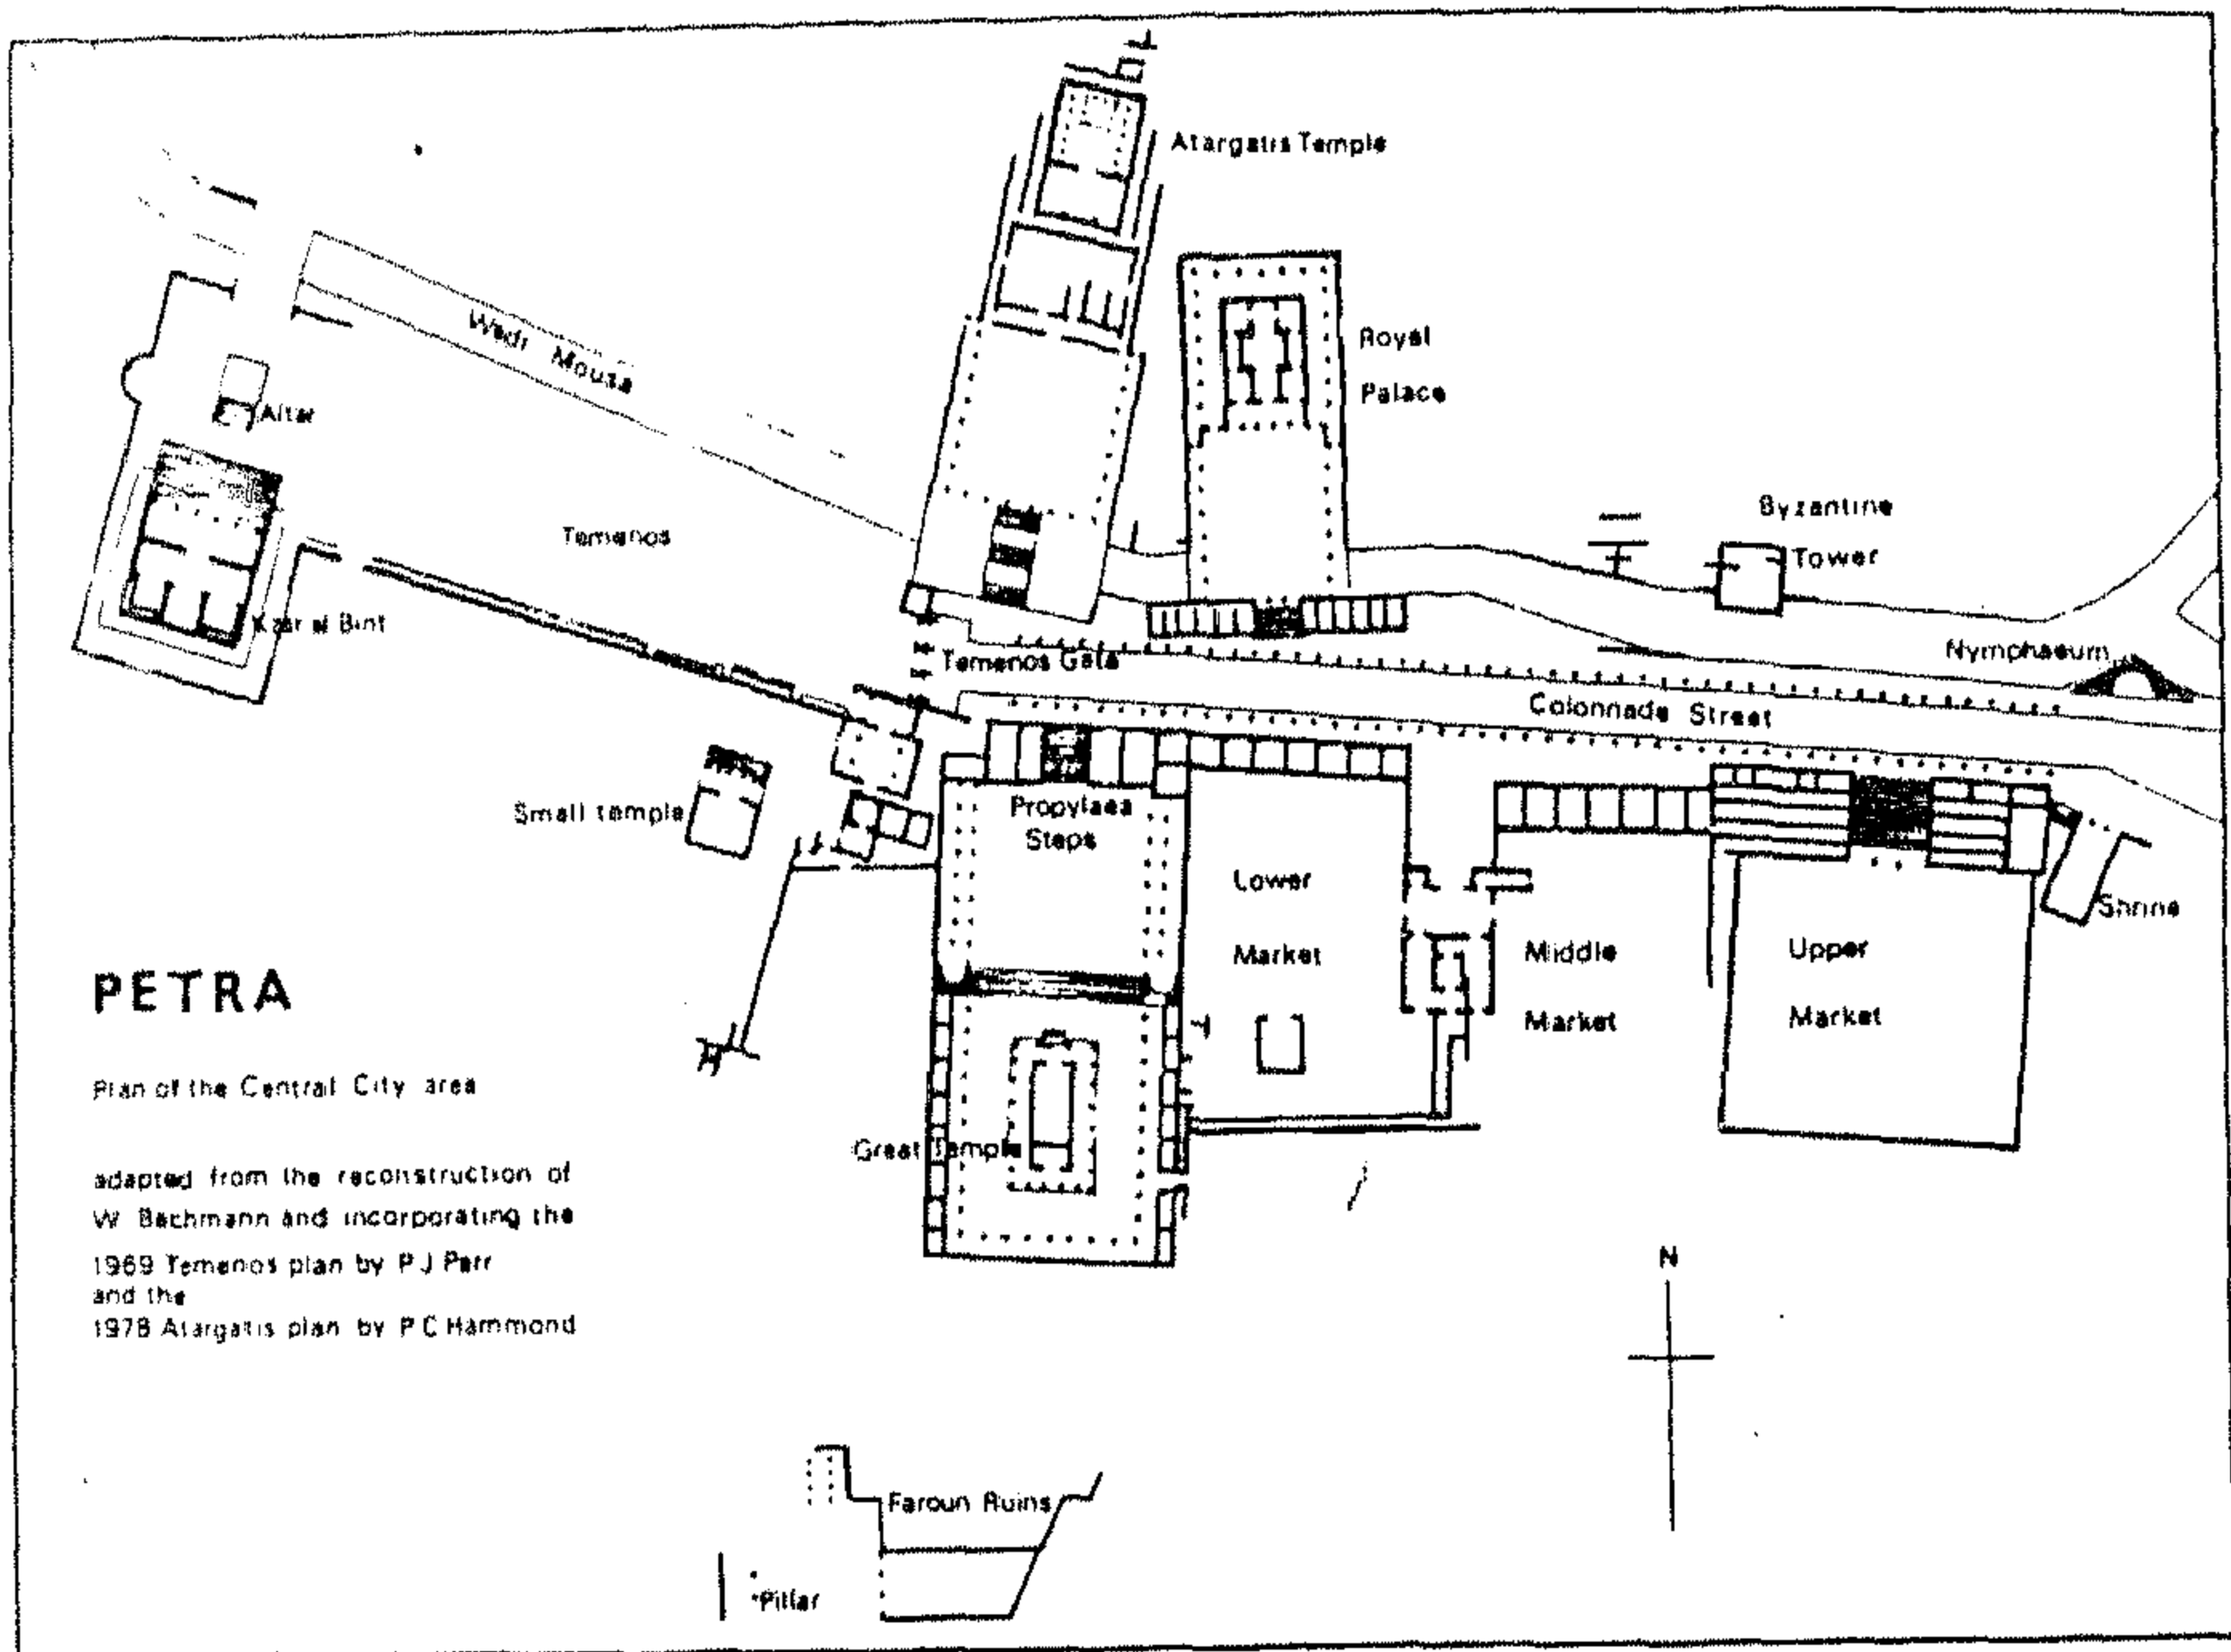 Atargatis Temple
Wadi Mousa
Royal
Palace
Altar
Byzantine
Tower
Temenos
Kasr el Bint
Nymphaeum
Temenos Gate
Colonnade Street
Small temple
Propylaea
Steps
Lower
Market
Middle
Market
Upper
Market
Shrine
PETRA
Plan of the Central City area
Great Temple
adapted from the reconstruction of
W Bachmann and incorporating the
1969 Temenos plan by P J Parr
and the
1978 Atargatis plan by P C Hammond
N
Faroun Ruins
Pillar